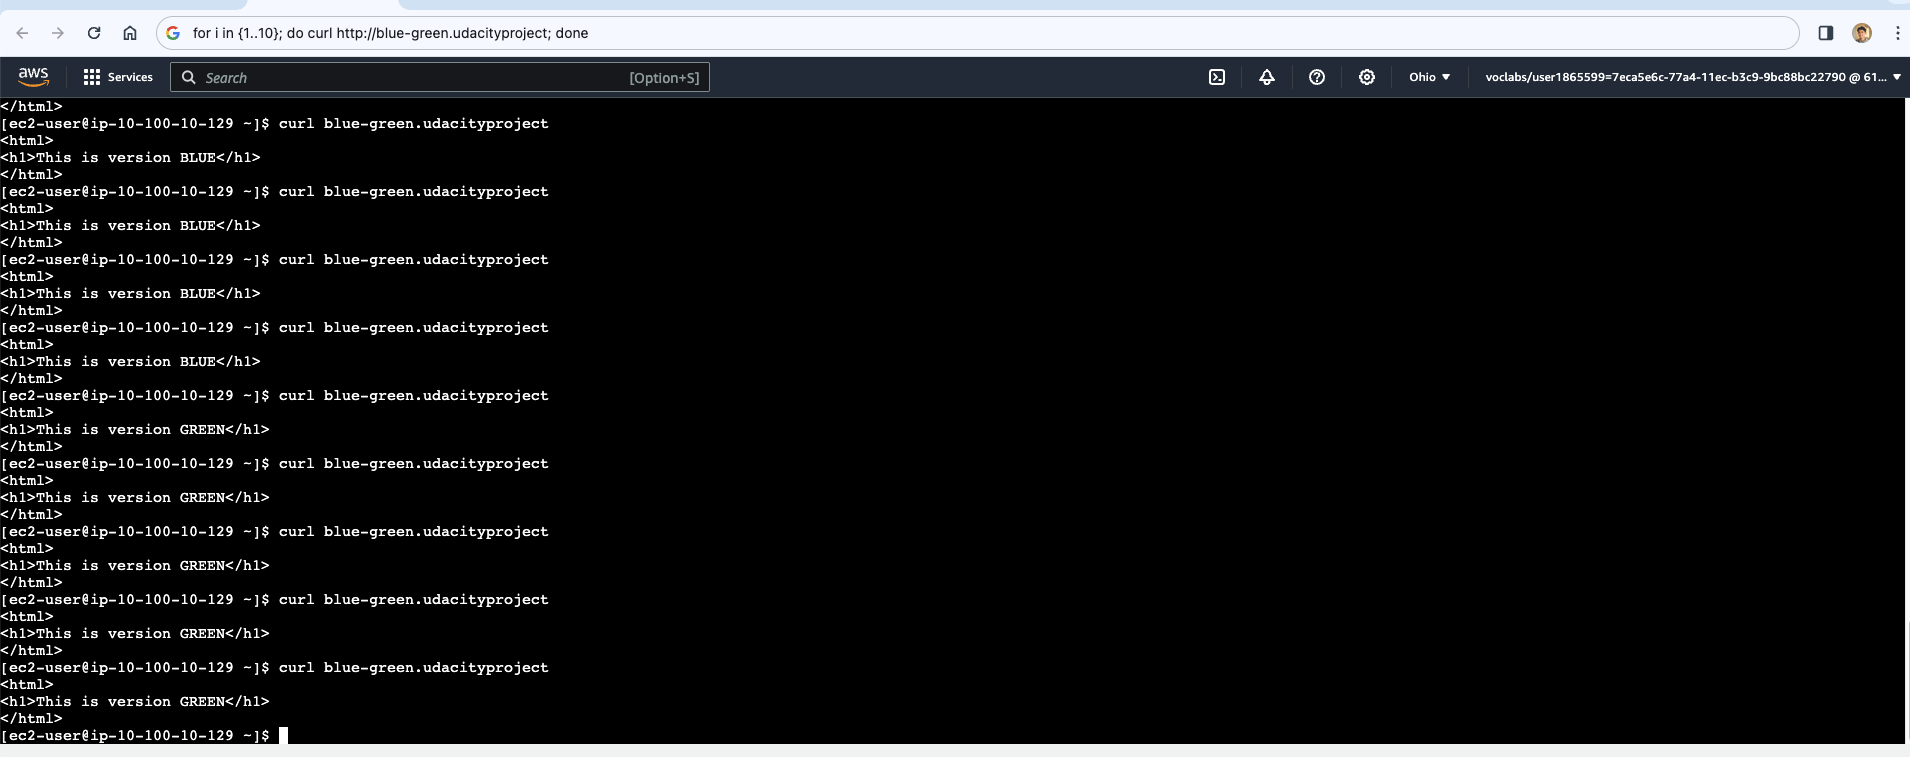 for i in {1..10}; do curl http://blue-green.udacityproject; done
aws Services Search [Option+S] Ohio voclabs/user1865599=7eca5e6c-77a4-11ec-b3c9-9bc88bc22790 @ 61...
</html>
[ec2-user@ip-10-100-10-129 ~]$ curl blue-green.udacityproject
<html>
<h1>This is version BLUE</h1>
</html>
[ec2-user@ip-10-100-10-129 ~]$ curl blue-green.udacityproject
<html>
<h1>This is version BLUE</h1>
</html>
[ec2-user@ip-10-100-10-129 ~]$ curl blue-green.udacityproject
<html>
<h1>This is version BLUE</h1>
</html>
[ec2-user@ip-10-100-10-129 ~]$ curl blue-green.udacityproject
<html>
<h1>This is version BLUE</h1>
</html>
[ec2-user@ip-10-100-10-129 ~]$ curl blue-green.udacityproject
<html>
<h1>This is version GREEN</h1>
</html>
[ec2-user@ip-10-100-10-129 ~]$ curl blue-green.udacityproject
<html>
<h1>This is version GREEN</h1>
</html>
[ec2-user@ip-10-100-10-129 ~]$ curl blue-green.udacityproject
<html>
<h1>This is version GREEN</h1>
</html>
[ec2-user@ip-10-100-10-129 ~]$ curl blue-green.udacityproject
<html>
<h1>This is version GREEN</h1>
</html>
[ec2-user@ip-10-100-10-129 ~]$ curl blue-green.udacityproject
<html>
<h1>This is version GREEN</h1>
</html>
[ec2-user@ip-10-100-10-129 ~]$